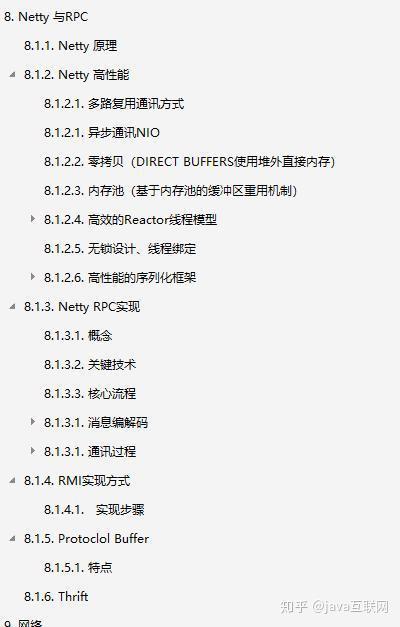 8. Netty 与RPC
8.1.1. Netty 原理
8.1.2. Netty 高性能
8.1.2.1. 多路复用通讯方式
8.1.2.1. 异步通讯NIO
8.1.2.2. 零拷贝（DIRECT BUFFERS使用堆外直接内存）
8.1.2.3. 内存池（基于内存池的缓冲区重用机制）
8.1.2.4. 高效的Reactor线程模型
8.1.2.5. 无锁设计、线程绑定
8.1.2.6. 高性能的序列化框架
8.1.3. Netty RPC实现
8.1.3.1. 概念
8.1.3.2. 关键技术
8.1.3.3. 核心流程
8.1.3.1. 消息编解码
8.1.3.1. 通讯过程
8.1.4. RMI实现方式
8.1.4.1. 实现步骤
8.1.5. Protoclol Buffer
8.1.5.1. 特点
8.1.6. Thrift
知乎 @java互联网
9. 网络